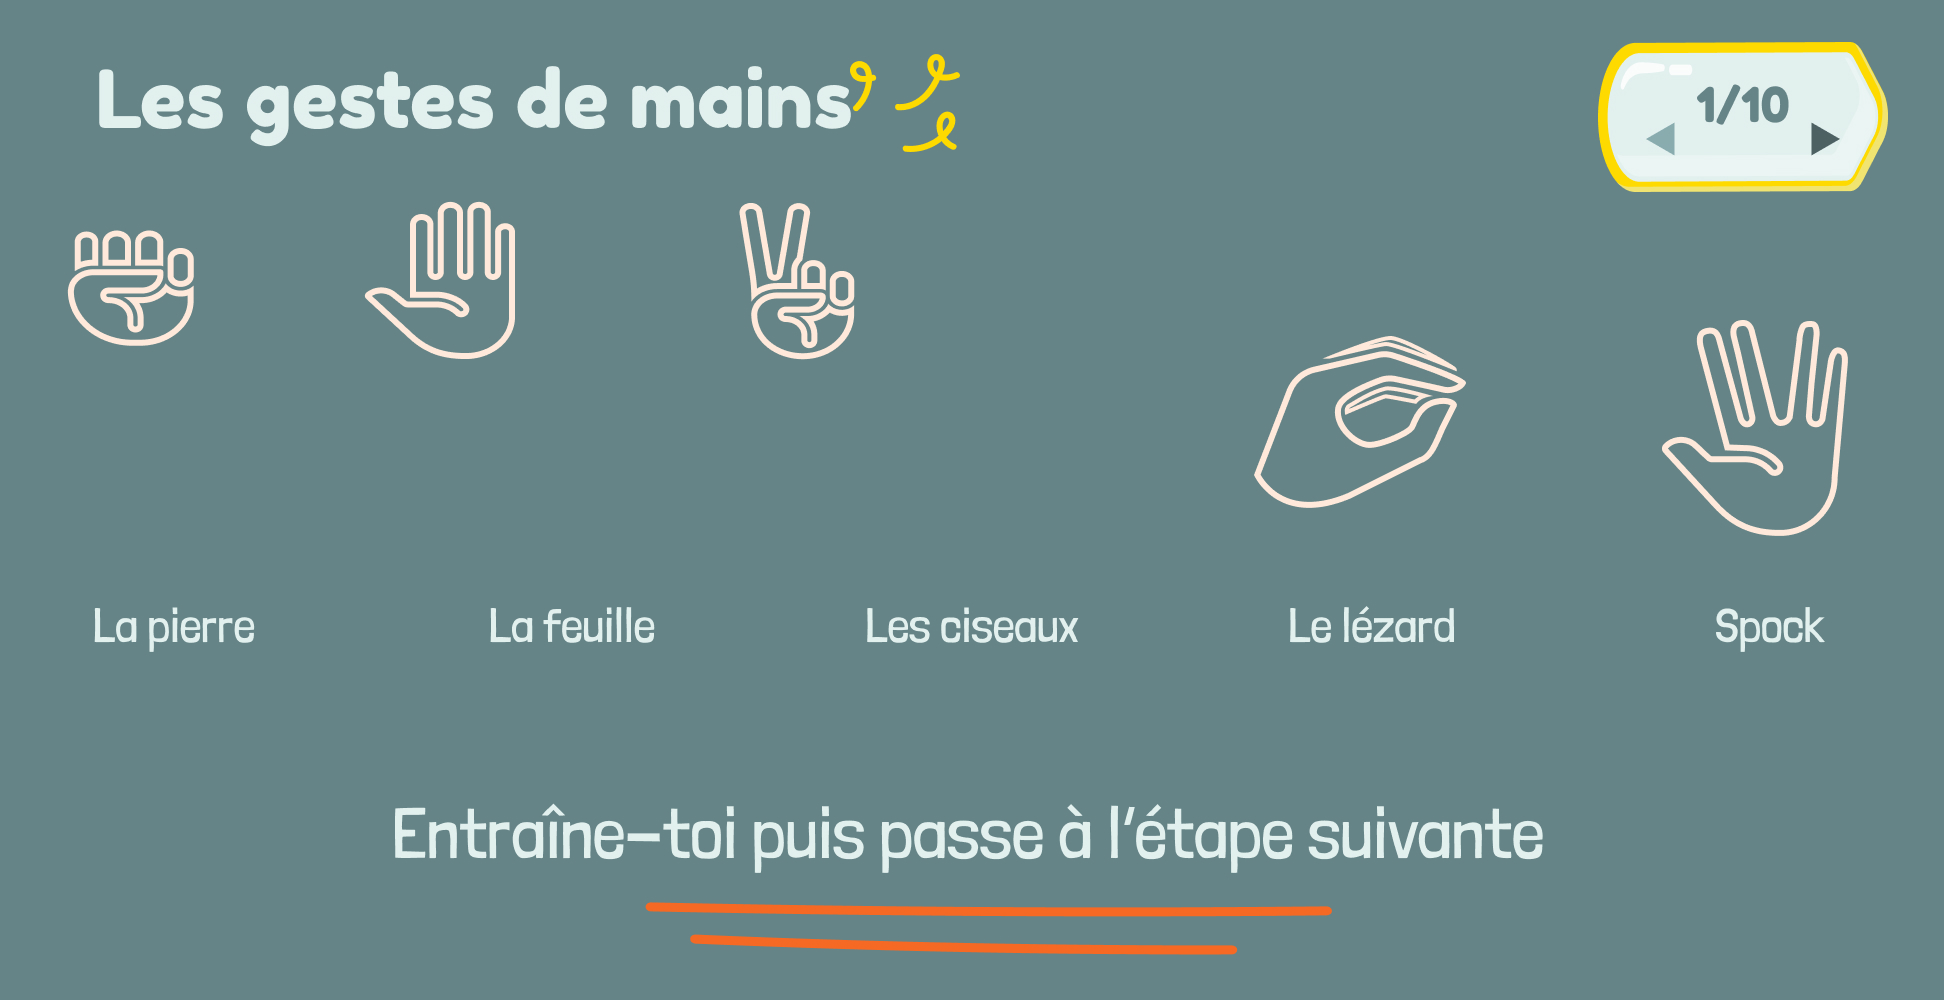 Les gestes de mains
1/10
La pierre
La feuille
Les ciseaux
Le lézard
Spock
Entraîne-toi puis passe à l'étape suivante